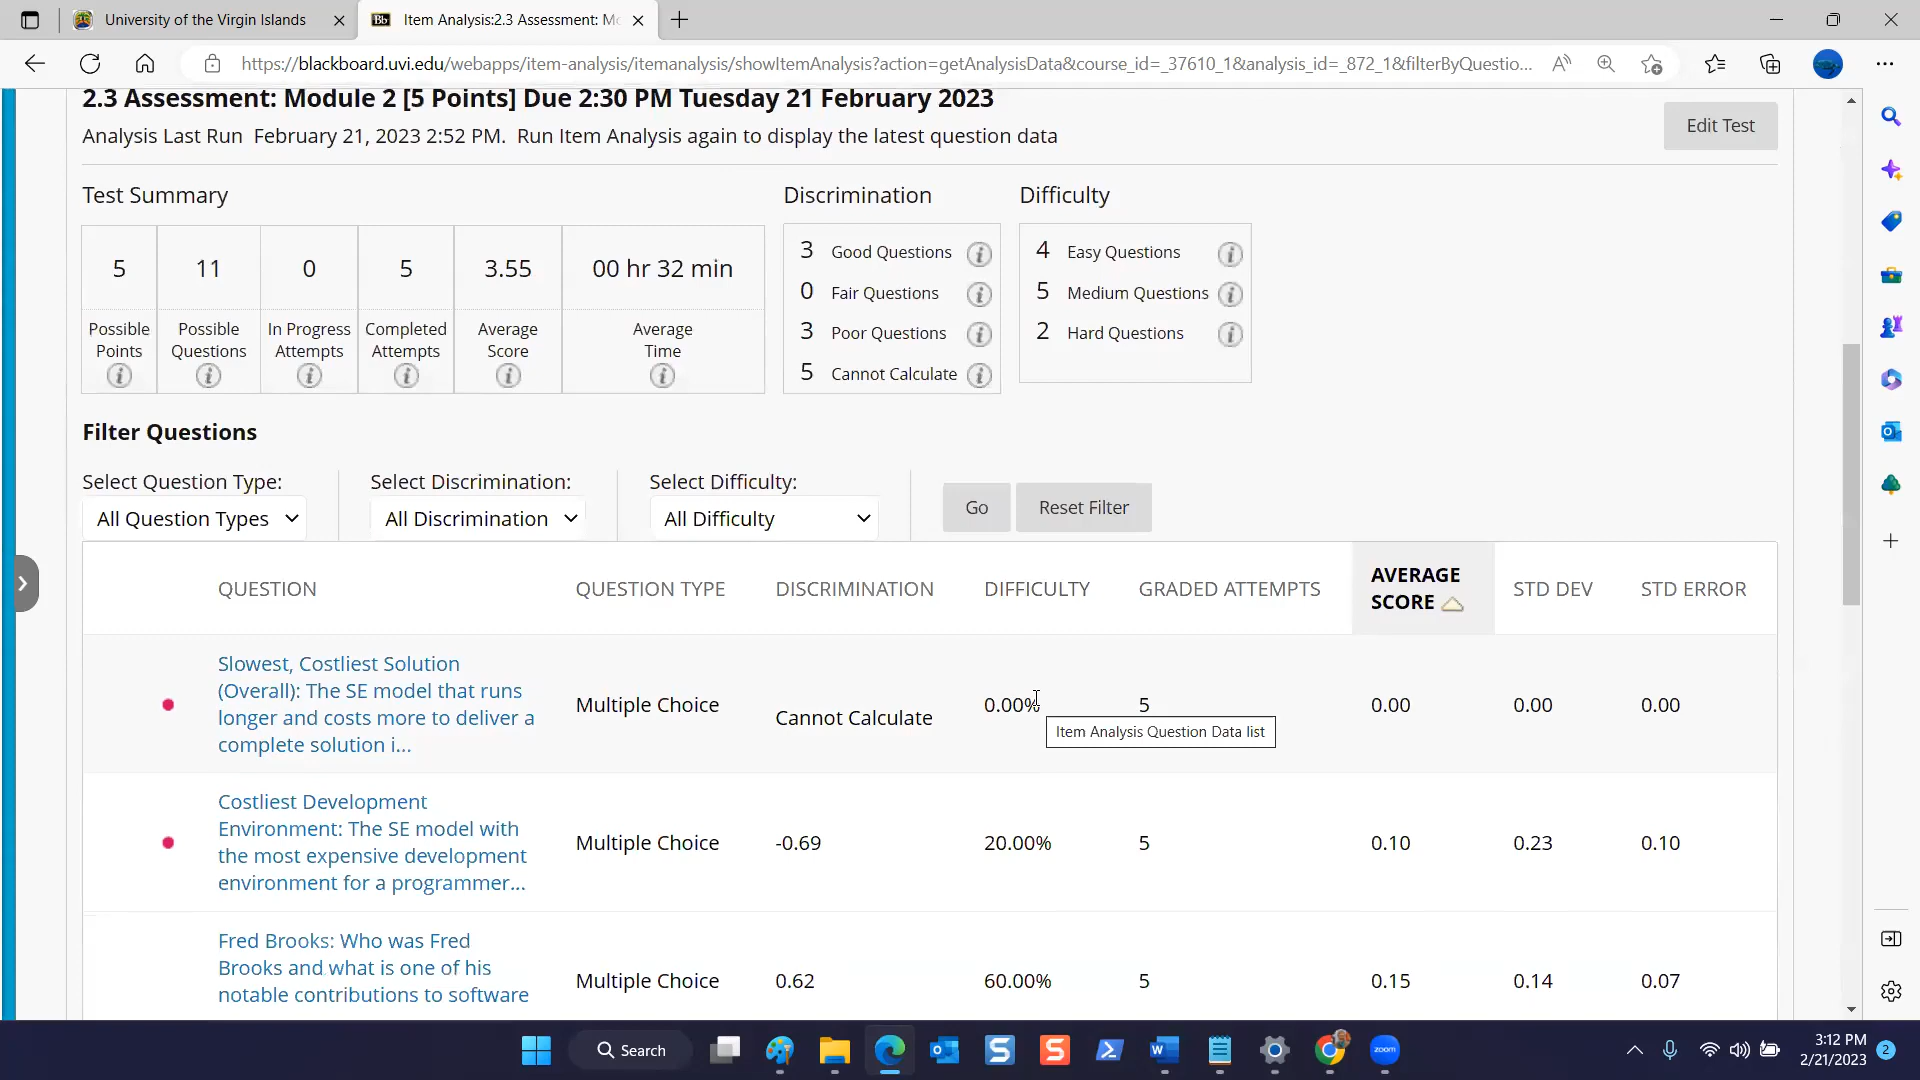 University of the Virgin Islands
Bb Item Analysis:2.3 Assessment: Mo
https://blackboard.uvi.edu/webapps/item-analysis/itemanalysis/showItemAnalysis?action=getAnalysisData&course_id=_37610_1&analysis_id=_872_1&filterByQuestio...
2.3 Assessment: Module 2 [5 Points] Due 2:30 PM Tuesday 21 February 2023
Edit Test
Analysis Last Run February 21, 2023 2:52 PM. Run Item Analysis again to display the latest question data
Test Summary
Discrimination
Difficulty
5 11 0 5 3.55 00 hr 32 min
Possible Points
Possible Questions
In Progress Attempts
Completed Attempts
Average Score
Average Time
3 Good Questions
0 Fair Questions
3 Poor Questions
5 Cannot Calculate
4 Easy Questions
5 Medium Questions
2 Hard Questions
Filter Questions
Select Question Type:
All Question Types
Select Discrimination:
All Discrimination
Select Difficulty:
All Difficulty
Go
Reset Filter
QUESTION QUESTION TYPE DISCRIMINATION DIFFICULTY GRADED ATTEMPTS AVERAGE SCORE STD DEV STD ERROR
Slowest, Costliest Solution
(Overall): The SE model that runs
longer and costs more to deliver a
complete solution i...
Multiple Choice Cannot Calculate 0.00% 5 0.00 0.00 0.00
Item Analysis Question Data list
Costliest Development
Environment: The SE model with
the most expensive development
environment for a programmer...
Multiple Choice -0.69 20.00% 5 0.10 0.23 0.10
Fred Brooks: Who was Fred
Brooks and what is one of his
notable contributions to software
Multiple Choice 0.62 60.00% 5 0.15 0.14 0.07
Search
zoom
3:12 PM
2/21/2023
2